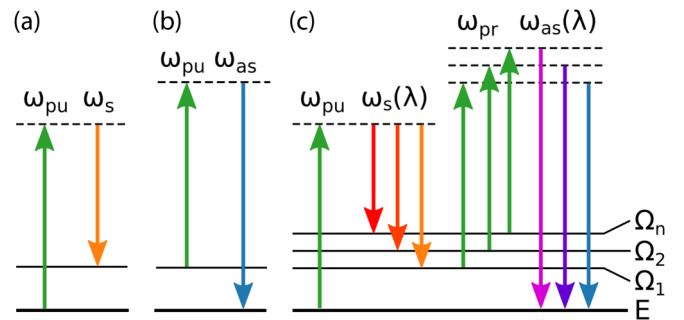 (a)
(b)
(c)
ω_pu ω_s
ω_pu ω_as
ω_pu ω_s(λ)
ω_pr ω_as(λ)
Ω_n
Ω_2
Ω_1
E